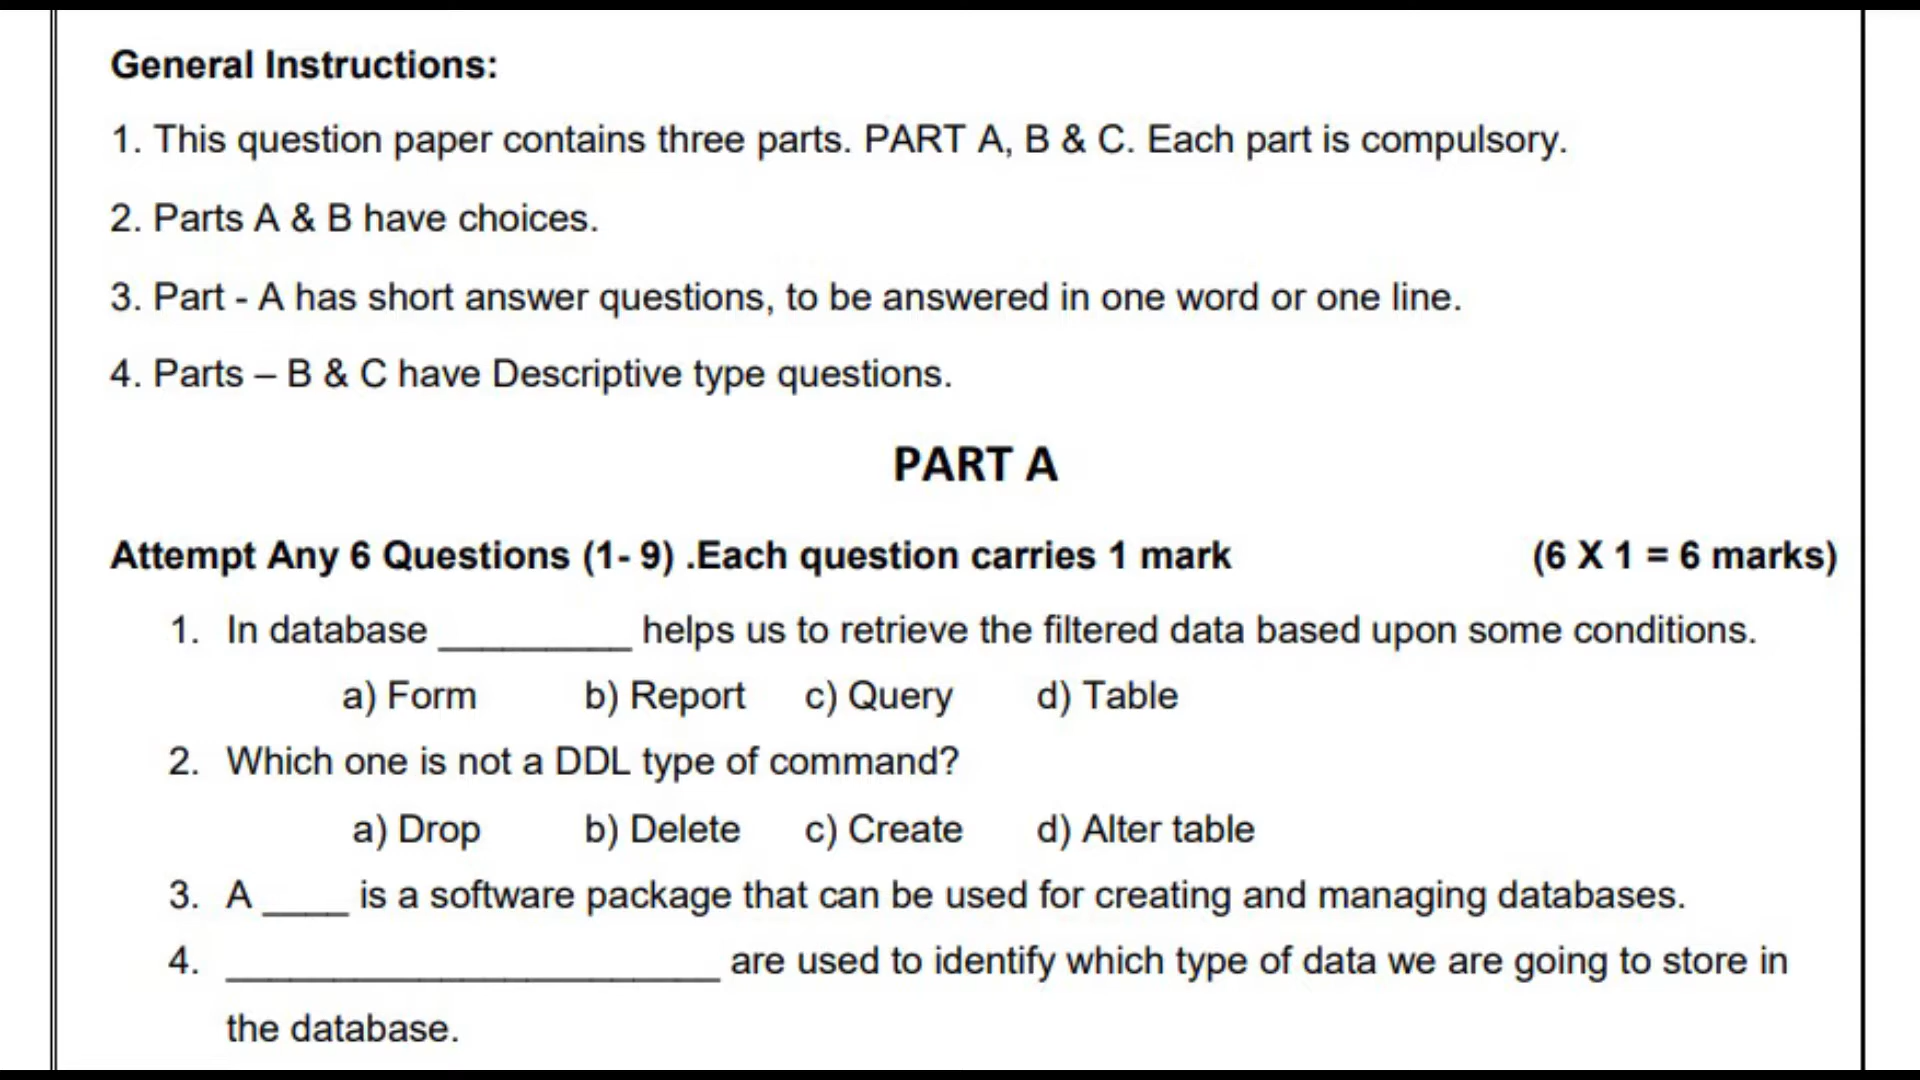 General Instructions:
1. This question paper contains three parts. PART A, B & C. Each part is compulsory.
2. Parts A & B have choices.
3. Part - A has short answer questions, to be answered in one word or one line.
4. Parts – B & C have Descriptive type questions.
PART A
Attempt Any 6 Questions (1- 9) .Each question carries 1 mark (6 X 1 = 6 marks)
1. In database _________ helps us to retrieve the filtered data based upon some conditions.
a) Form b) Report c) Query d) Table
2. Which one is not a DDL type of command?
a) Drop b) Delete c) Create d) Alter table
3. A ____ is a software package that can be used for creating and managing databases.
4. _______________________ are used to identify which type of data we are going to store in
the database.